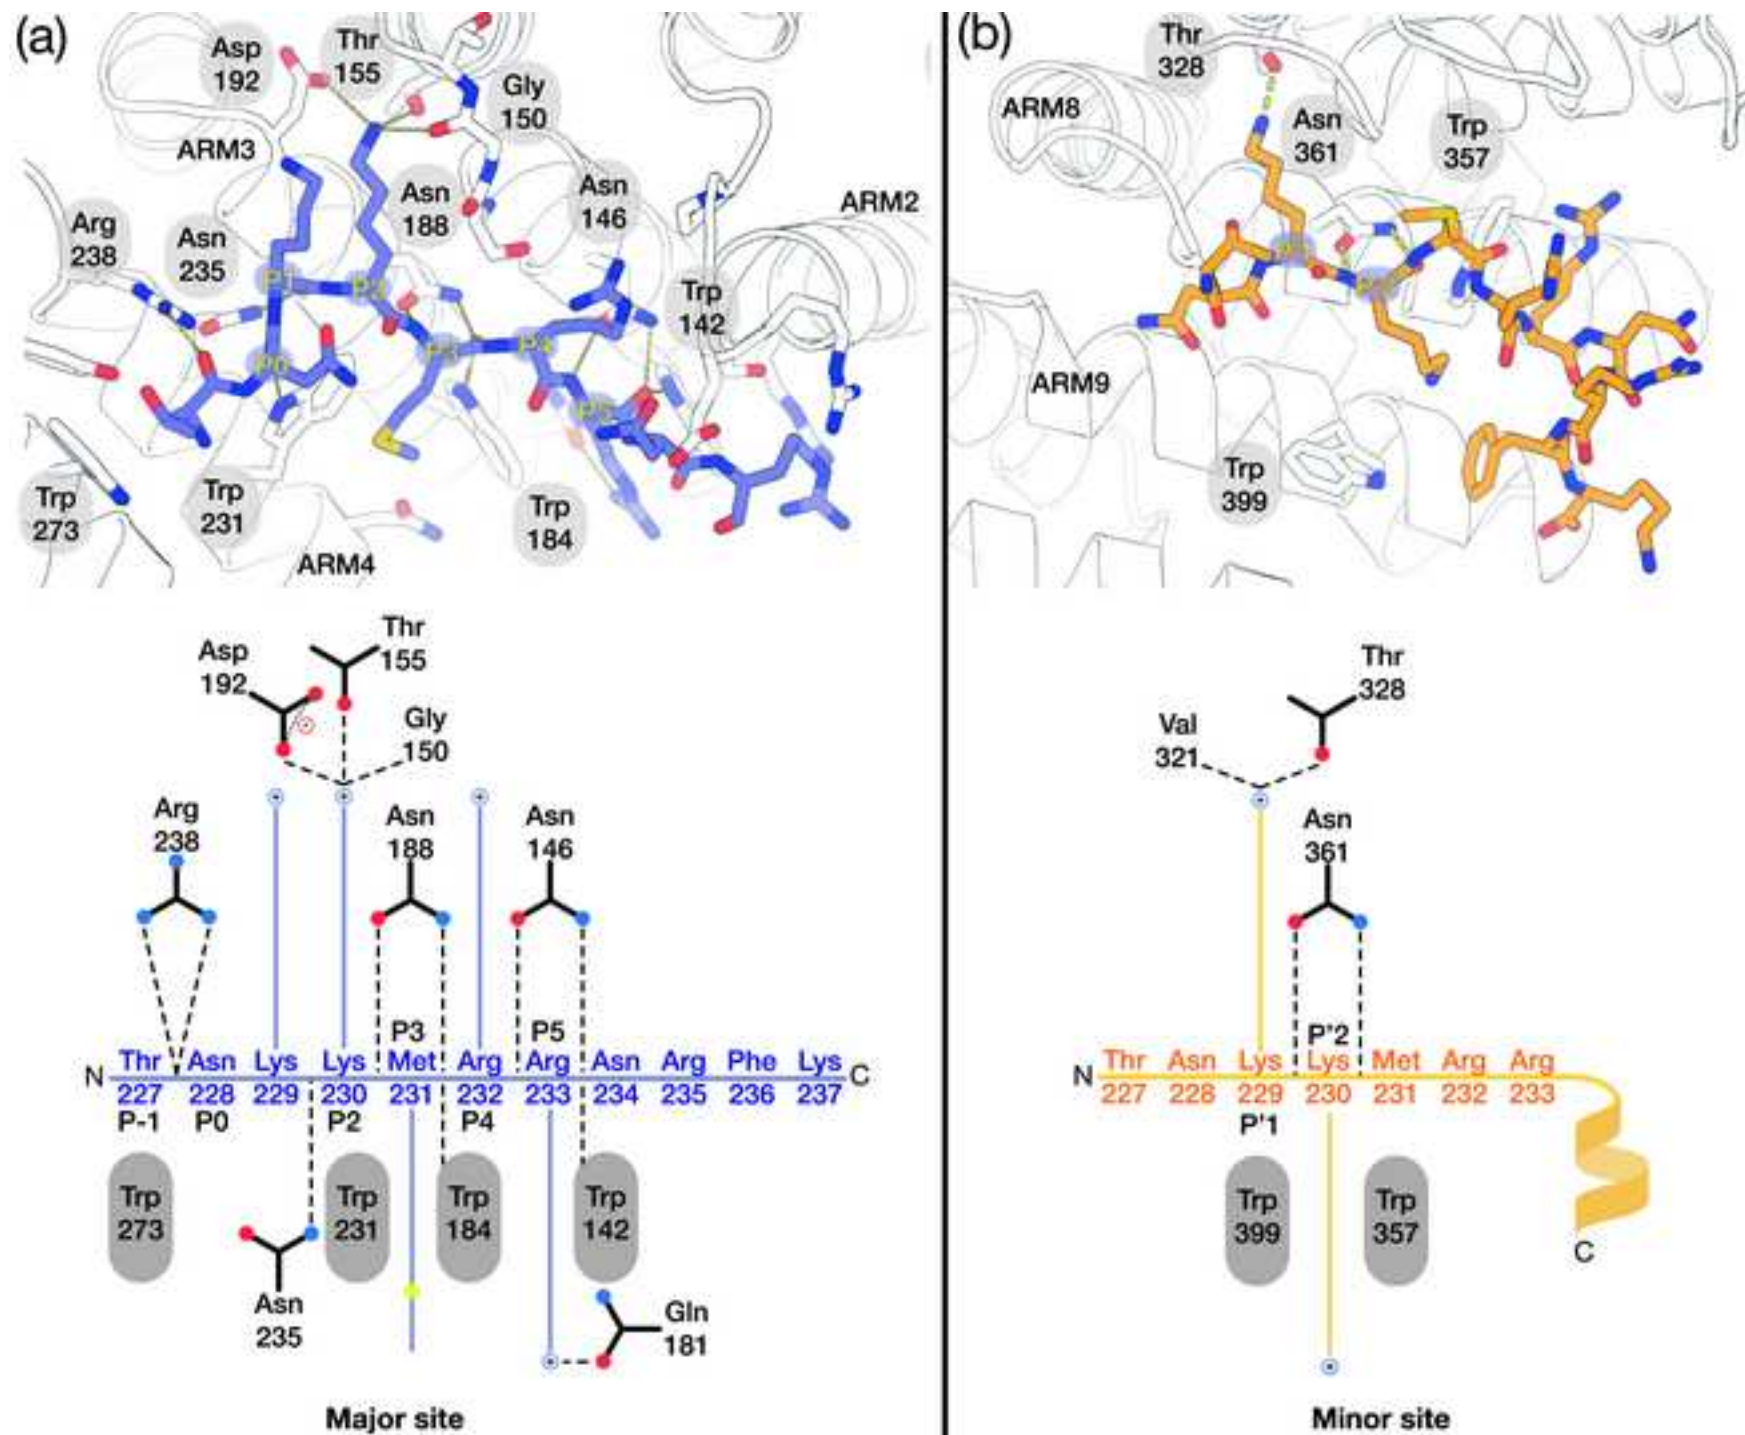 (a)
Asp
192
Thr
155
Gly
150
ARM3
Asn
188
Asn
146
ARM2
Arg
238
Asn
235
P1
P2
Trp
142
P0
P3
P4
P5
Trp
273
Trp
231
Trp
184
ARM4
Asp
192
Thr
155
Gly
150
Arg
238
Asn
188
Asn
146
P3
P5
N Thr Asn Lys Lys Met Arg Arg Asn Arg Phe Lys C
227 228 229 230 231 232 233 234 235 236 237
P-1 P0 P2 P4
Trp
273
Trp
231
Trp
184
Trp
142
Asn
235
Gln
181
Major site
(b)
Thr
328
ARM8
Asn
361
Trp
357
ARM9
Trp
399
Thr
328
Val
321
Asn
361
P'2
N Thr Asn Lys Lys Met Arg Arg
227 228 229 230 231 232 233
P'1
Trp
399
Trp
357
C
Minor site